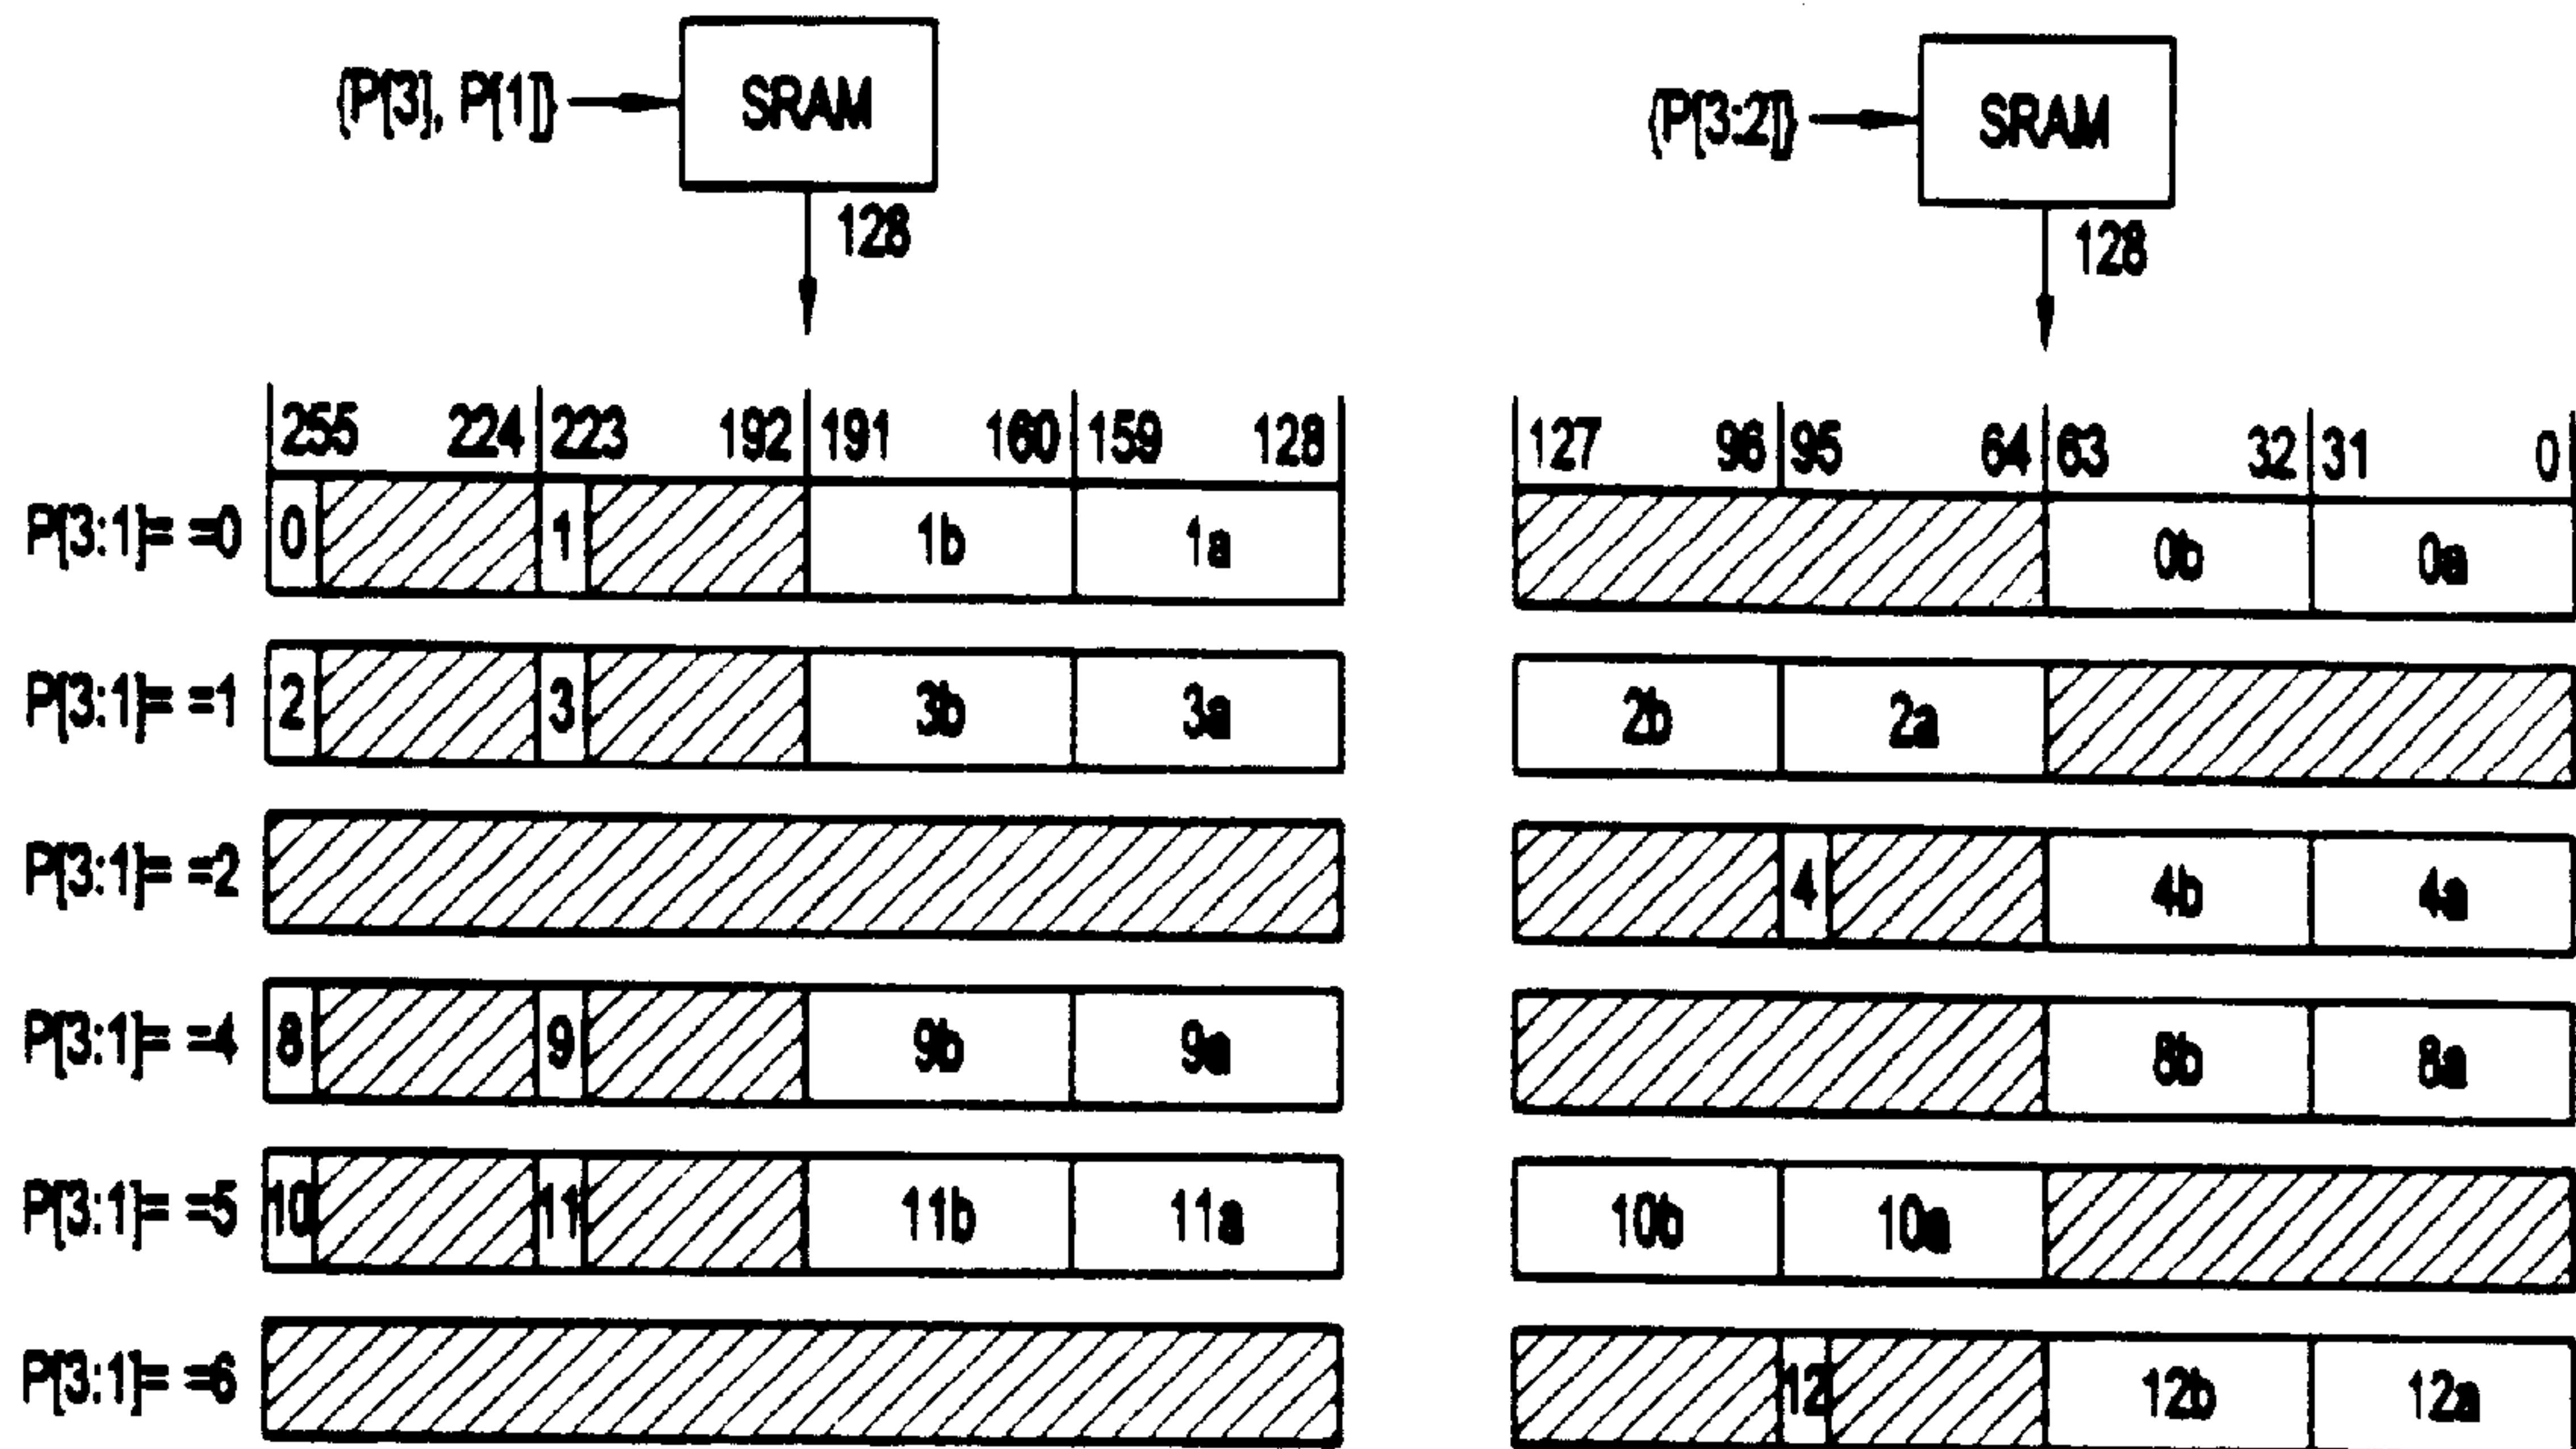 {P[3], P[1]} SRAM {P[3:2]} SRAM
128 128
255 224 223 192 191 160 159 128 127 96 95 64 63 32 31 0
P[3:1]= =0 0 1 1b 1a 0b 0a
P[3:1]= =1 2 3 3b 3a 2b 2a
P[3:1]= =2 4 4b 4a
P[3:1]= =4 8 9 9b 9a 8b 8a
P[3:1]= =5 10 11 11b 11a 10b 10a
P[3:1]= =6 12 12b 12a